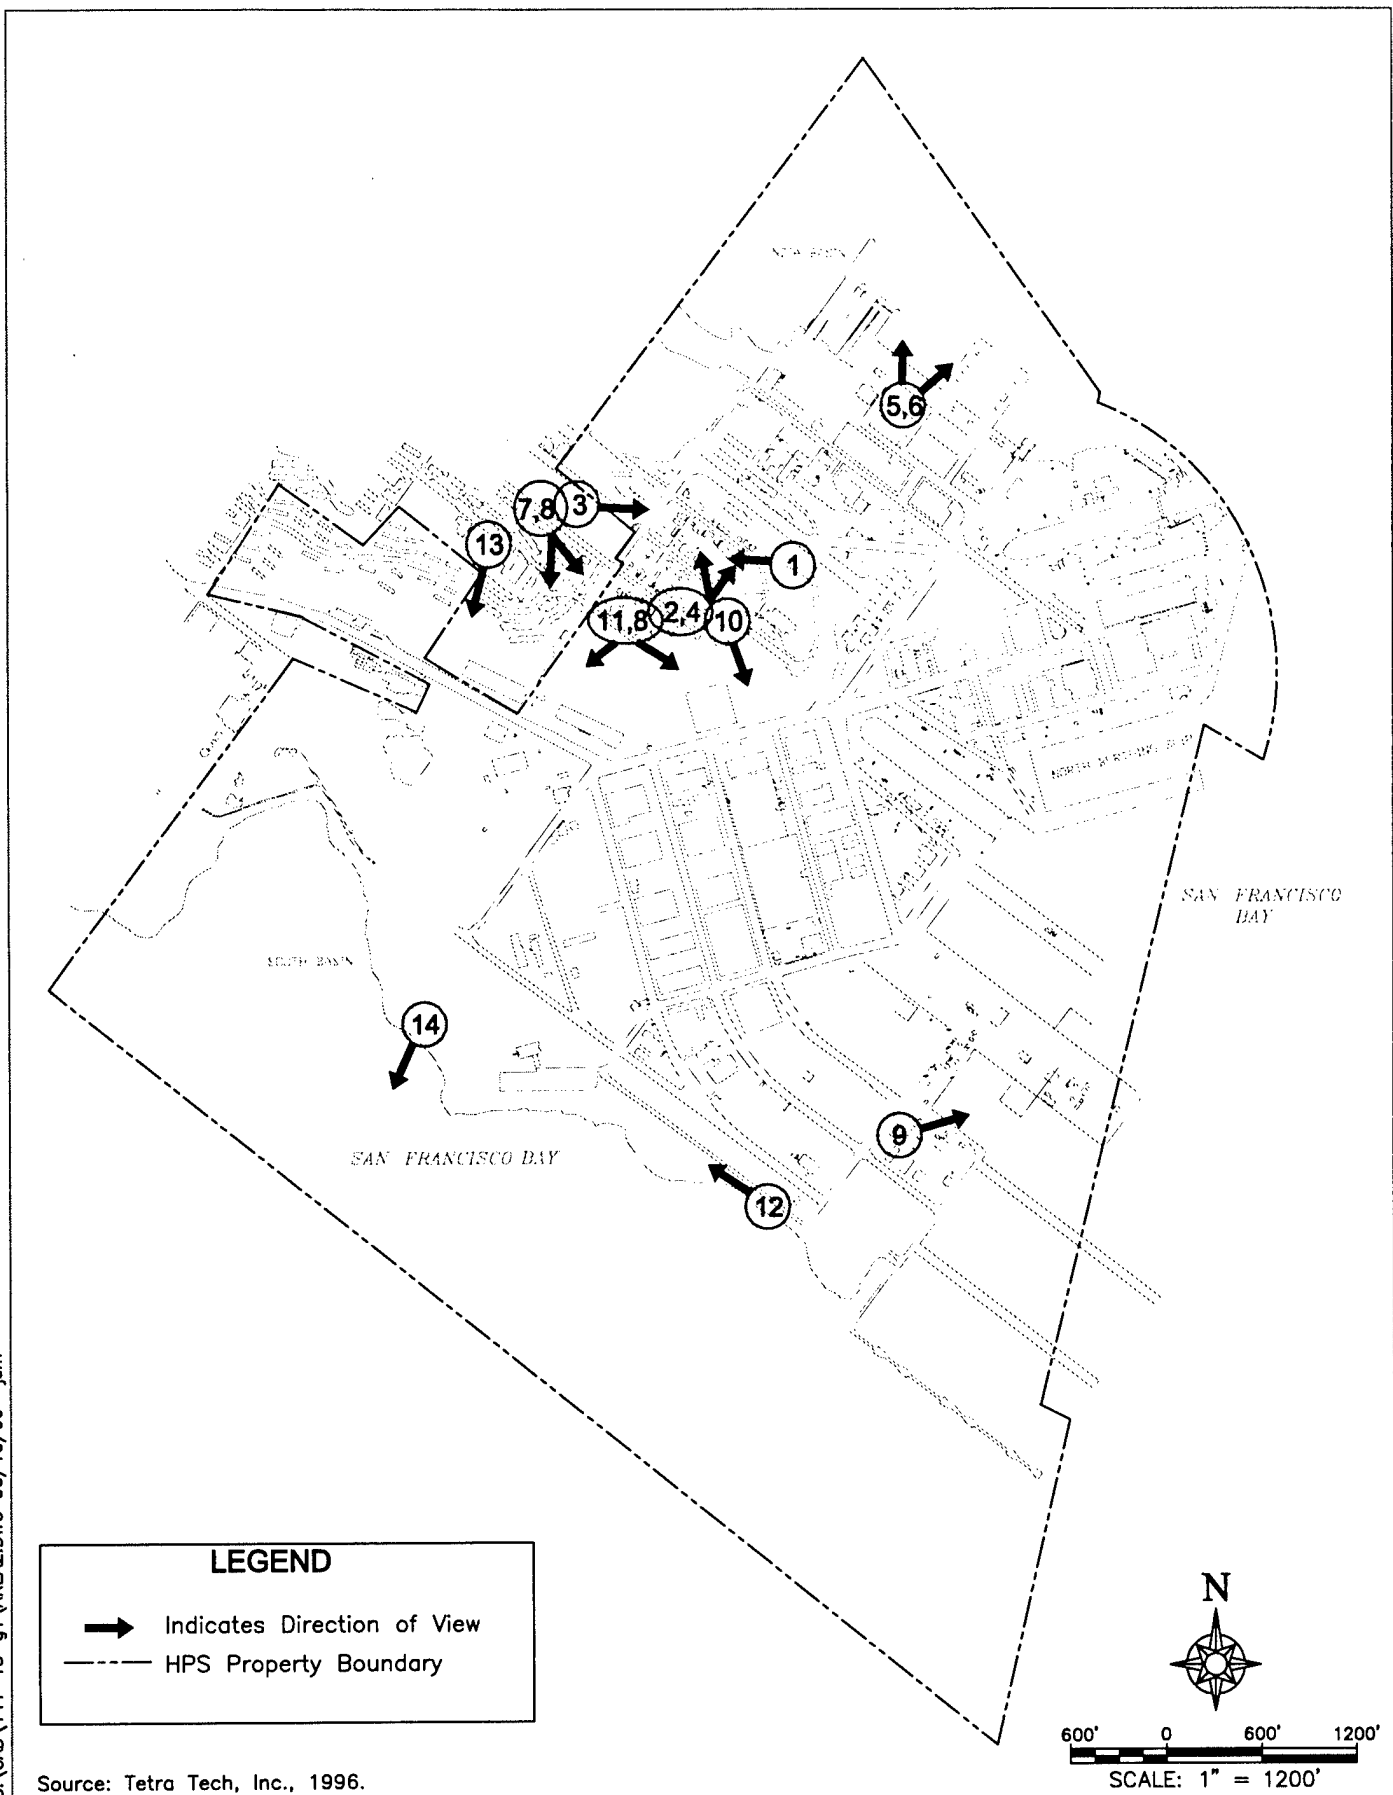 5,6
7,8
3
13
1
11,8
2,4
10
NORTH
SAN FRANCISCO
BAY
SOUTH BASIN
14
SAN FRANCISCO BAY
9
12
LEGEND
Indicates Direction of View
HPS Property Boundary
N
600' 0 600' 1200'
SCALE: 1" = 1200'
Source: Tetra Tech, Inc., 1996.